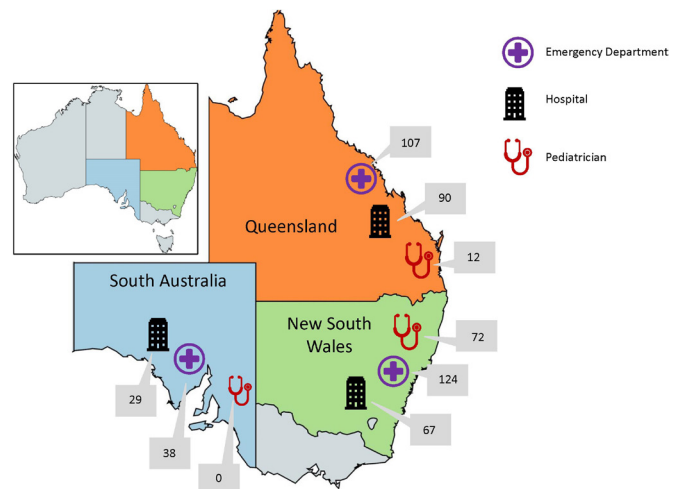 Emergency Department
Hospital
Pediatrician
107
90
Queensland
12
South Australia
New South
Wales
72
124
29
67
38
0